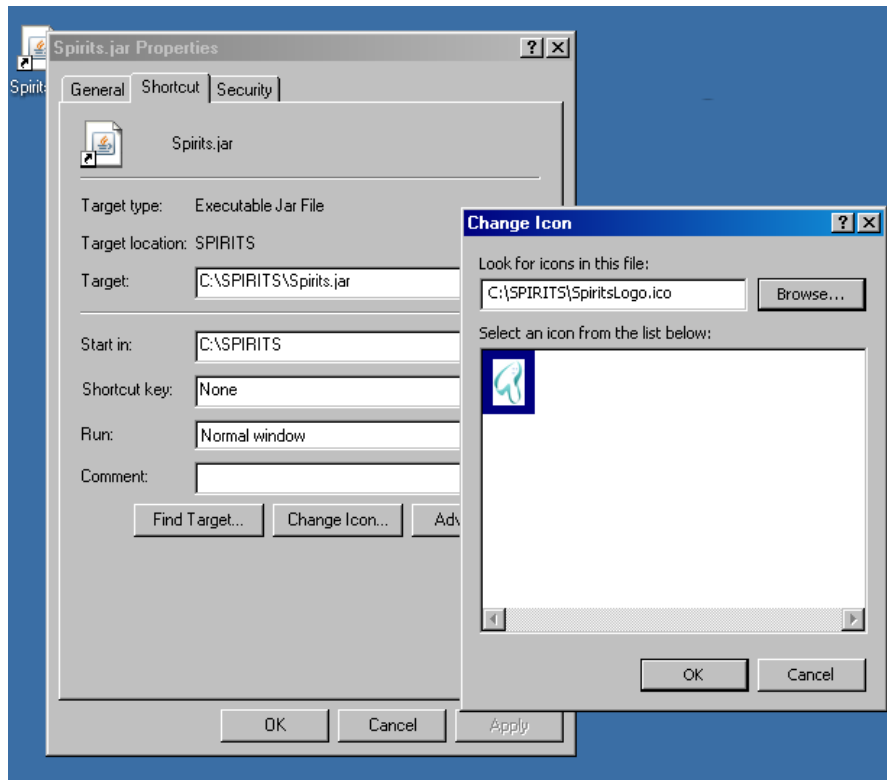 Spirits.jar Properties
General Shortcut Security
Spirits.jar
Target type: Executable Jar File
Target location: SPIRITS
Target: C:\SPIRITS\Spirits.jar
Start in: C:\SPIRITS
Shortcut key: None
Run: Normal window
Comment:
Find Target... Change Icon...
OK Cancel Apply
Change Icon
Look for icons in this file:
C:\SPIRITS\SpiritsLogo.ico Browse...
Select an icon from the list below:
OK Cancel